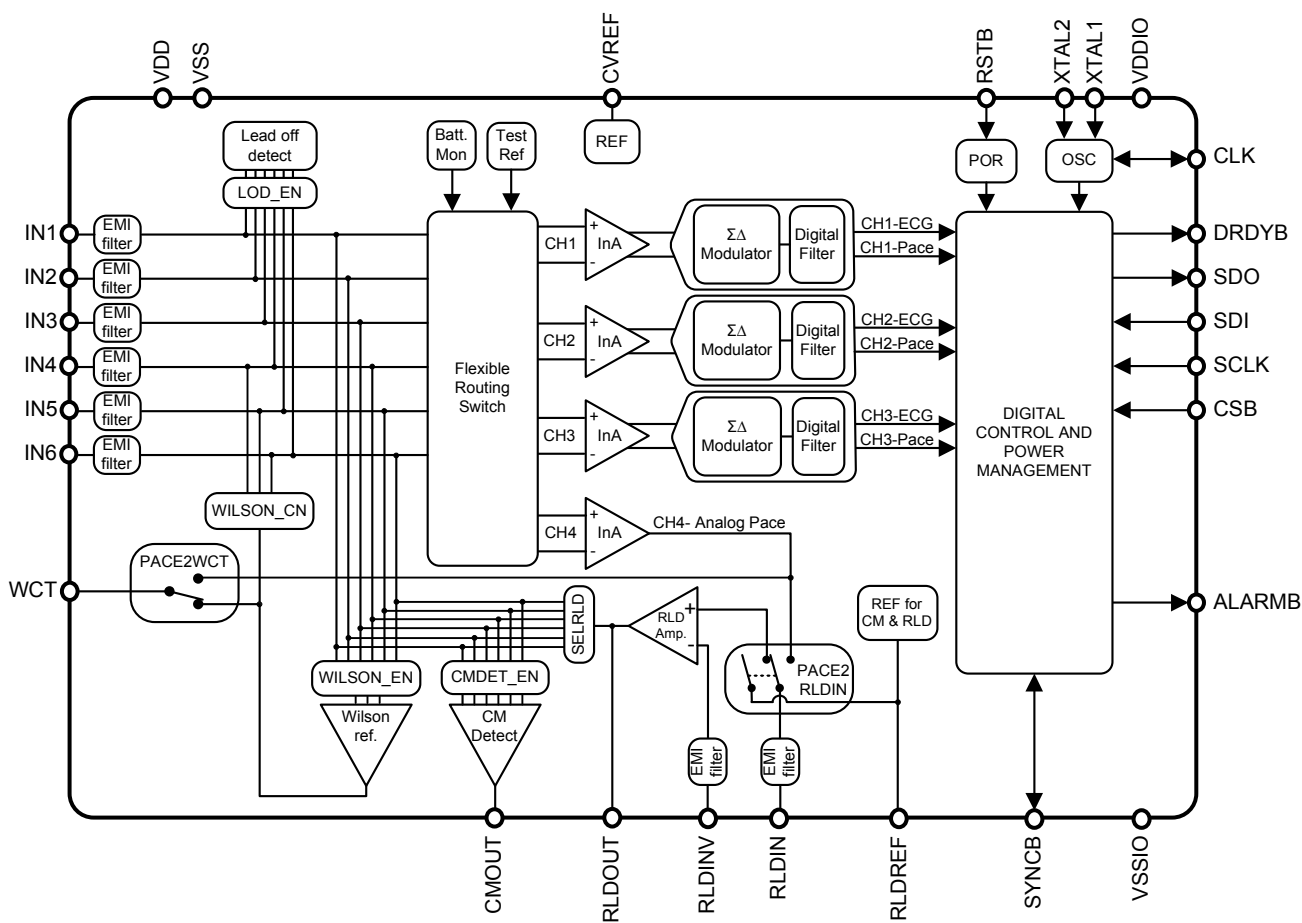 VDD
VSS
CVREF
RSTB
XTAL2
XTAL1
VDDIO
Lead off
detect
LOD_EN
Batt.
Mon
Test
Ref
REF
POR
OSC
CLK
IN1
EMI
filter
IN2
EMI
filter
IN3
EMI
filter
IN4
EMI
filter
IN5
EMI
filter
IN6
EMI
filter
Flexible
Routing
Switch
CH1
+
-
InA
ΣΔ
Modulator
Digital
Filter
CH1-ECG
CH1-Pace
CH2
+
-
InA
ΣΔ
Modulator
Digital
Filter
CH2-ECG
CH2-Pace
CH3
+
-
InA
ΣΔ
Modulator
Digital
Filter
CH3-ECG
CH3-Pace
CH4
+
-
InA
CH4- Analog Pace
DIGITAL
CONTROL AND
POWER
MANAGEMENT
DRDYB
SDO
SDI
SCLK
CSB
ALARMB
WILSON_CN
PACE2WCT
WCT
SELRLD
RLD
Amp.
+
-
REF for
CM & RLD
PACE2
RLDIN
WILSON_EN
CMDET_EN
Wilson
ref.
CM
Detect
EMI
filter
EMI
filter
CMOUT
RLDOUT
RLDINV
RLDIN
RLDREF
SYNCB
VSSIO